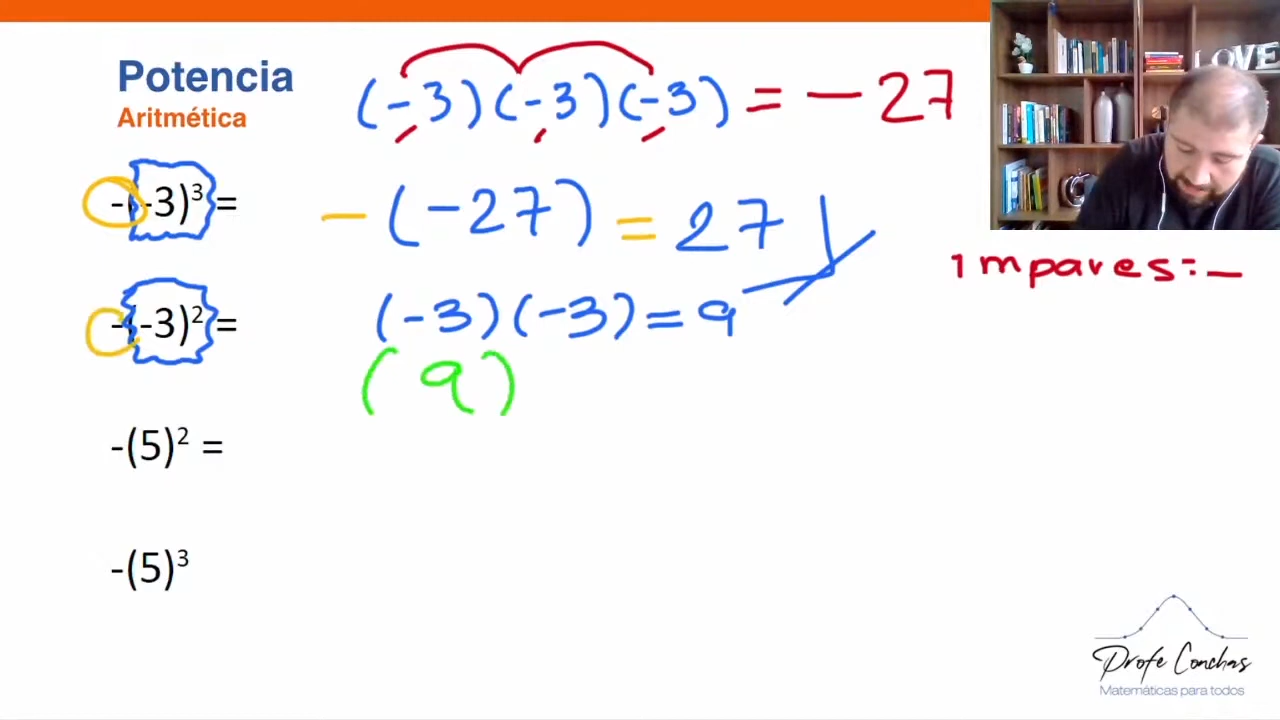 Potencia
Aritmética
(-3)(-3)(-3) = -27
-(-3)³ =
-(-27) = 27
LOVE
Impares: -
-(-3)² =
(-3)(-3) = 9
(9)
-(5)² =
-(5)³
Profe Conchas
Matemáticas para todos